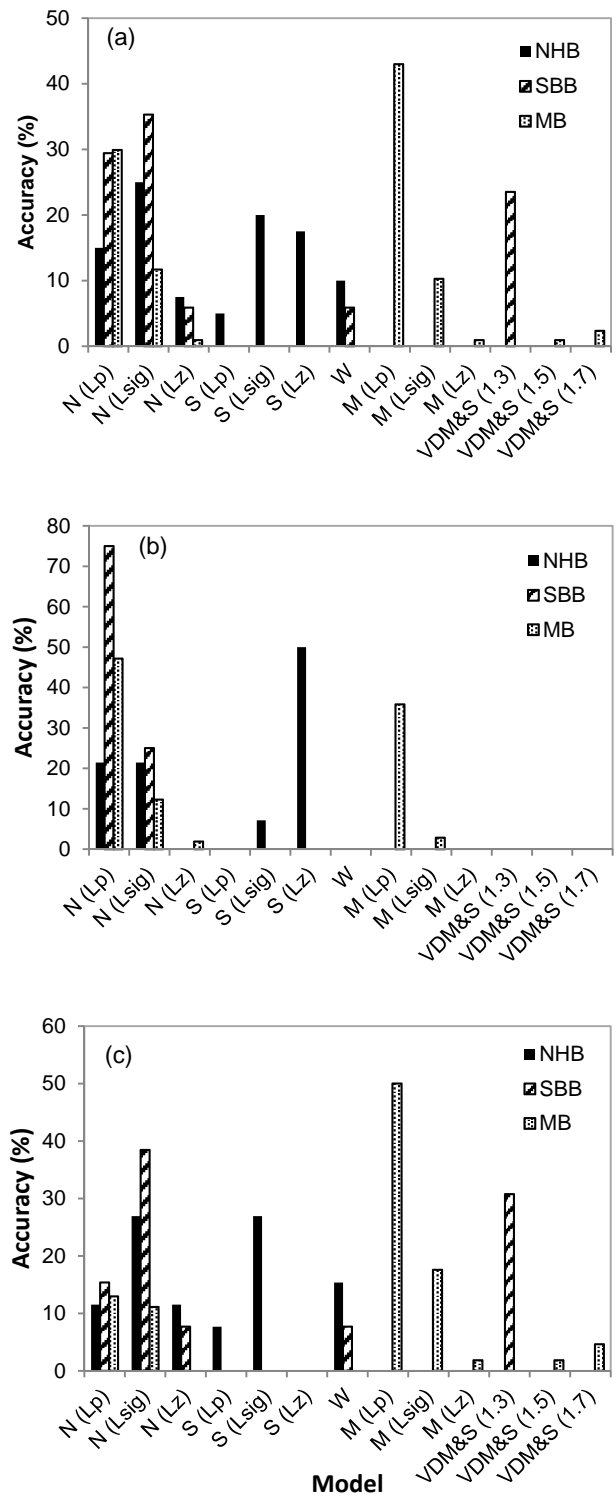 (a)
Accuracy (%)
50
40
30
20
10
0
NHB
SBB
MB
N (Lp)
N (Lsig)
N (Lz)
S (Lp)
S (Lsig)
S (Lz)
W
M (Lp)
M (Lsig)
M (Lz)
VDM&S (1.3)
VDM&S (1.5)
VDM&S (1.7)
(b)
Accuracy (%)
80
70
60
50
40
30
20
10
0
NHB
SBB
MB
N (Lp)
N (Lsig)
N (Lz)
S (Lp)
S (Lsig)
S (Lz)
W
M (Lp)
M (Lsig)
M (Lz)
VDM&S (1.3)
VDM&S (1.5)
VDM&S (1.7)
(c)
Accuracy (%)
60
50
40
30
20
10
0
NHB
SBB
MB
N (Lp)
N (Lsig)
N (Lz)
S (Lp)
S (Lsig)
S (Lz)
W
M (Lp)
M (Lsig)
M (Lz)
VDM&S (1.3)
VDM&S (1.5)
VDM&S (1.7)
Model